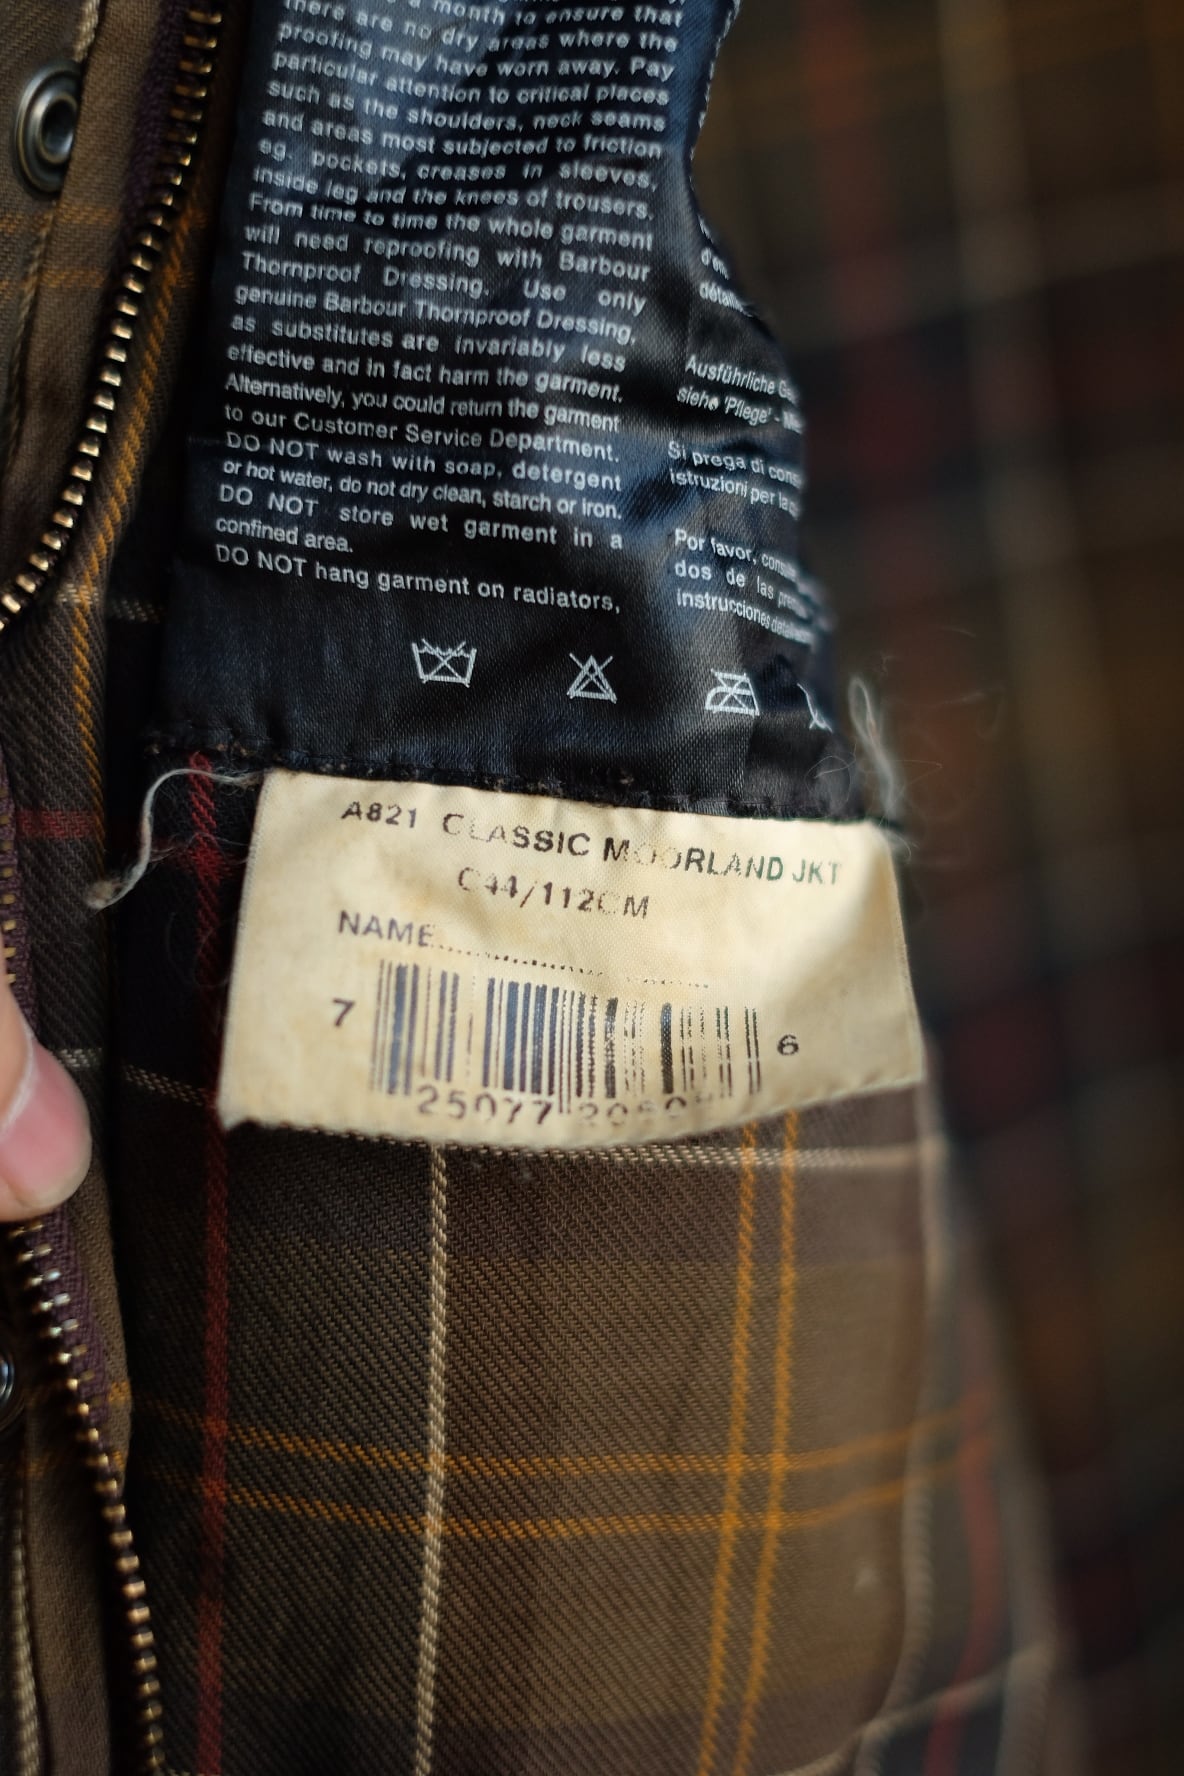 a month to ensure that
there are no dry areas where the
proofing may have worn away. Pay
particular attention to critical places
such as the shoulders, neck seams
and areas most subjected to friction
eg. pockets, creases in sleeves,
inside leg and the knees of trousers.
From time to time the whole garment
will need reproofing with Barbour
Thornproof Dressing. Use only
genuine Barbour Thornproof Dressing,
as substitutes are invariably less
effective and in fact harm the garment.
Alternatively, you could return the garment
to our Customer Service Department.
DO NOT wash with soap, detergent
or hot water, do not dry clean, starch or iron.
DO NOT store wet garment in a
confined area.
DO NOT hang garment on radiators,
Ausführliche
siehe 'Pflege' -
Si prega di
istruzioni per la
Por favor,
dos de las
instrucciones
A821 CLASSIC MOORLAND JKT
C44/112CM
NAME....................................
7 6
25077